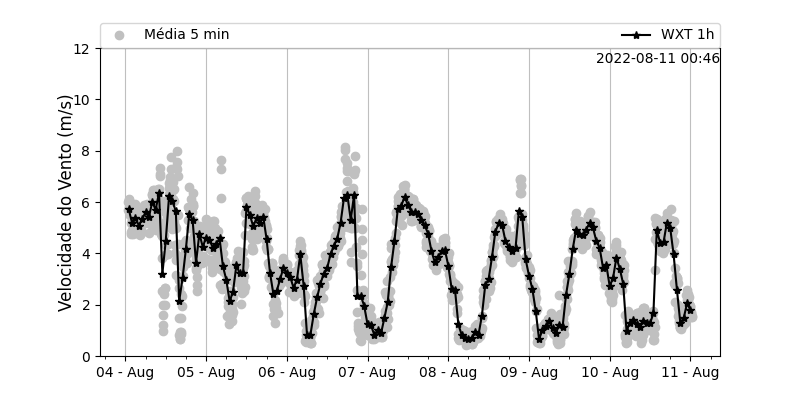 Média 5 min
WXT 1h
2022-08-11 00:46
Velocidade do Vento (m/s)
12
10
8
6
4
2
0
04 - Aug 05 - Aug 06 - Aug 07 - Aug 08 - Aug 09 - Aug 10 - Aug 11 - Aug